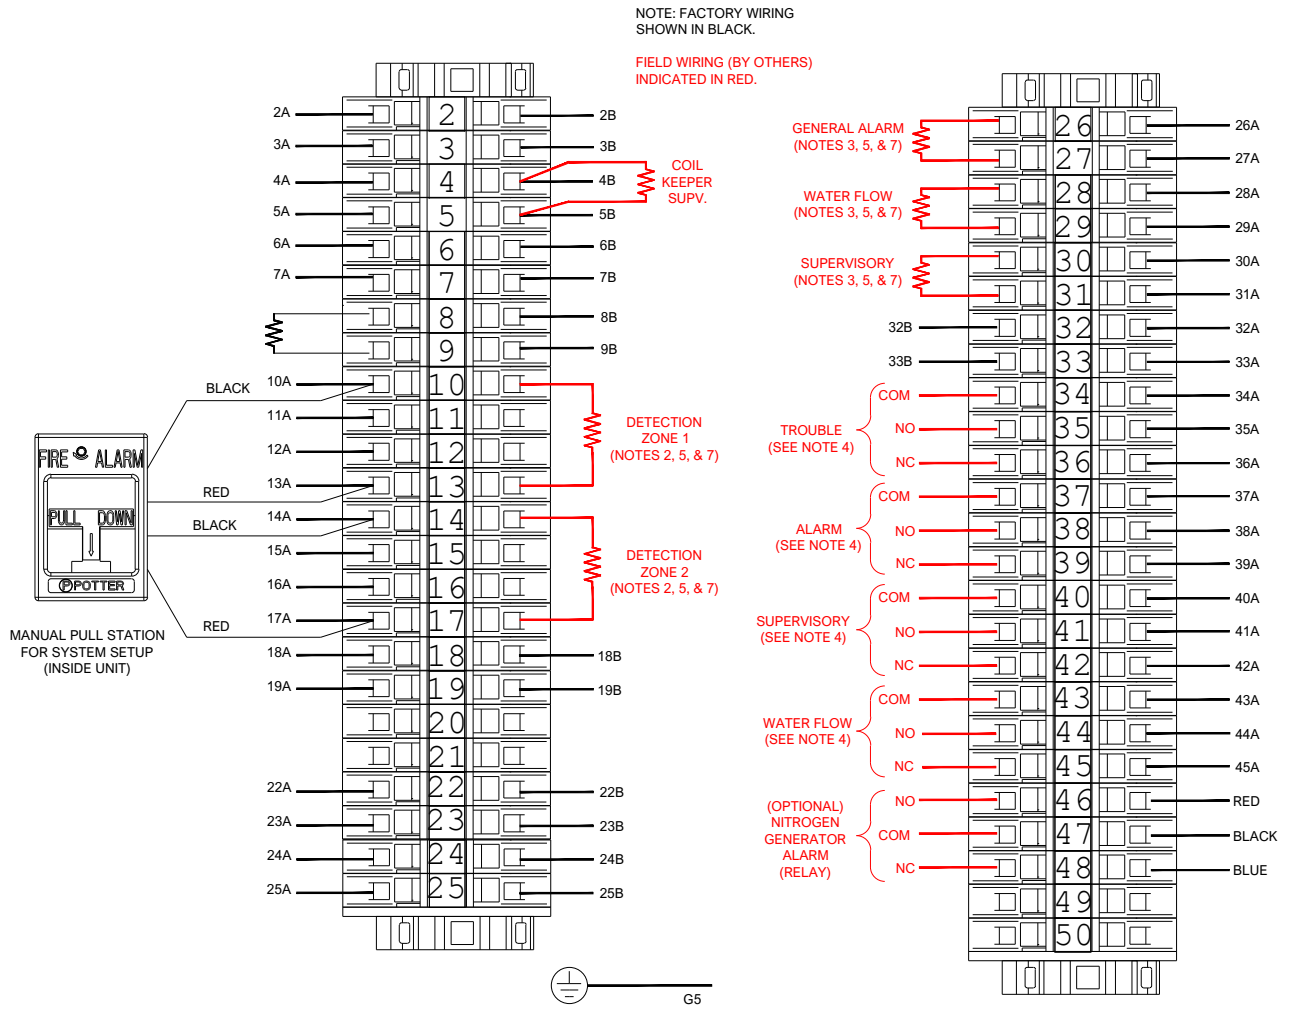 NOTE: FACTORY WIRING
SHOWN IN BLACK.
FIELD WIRING (BY OTHERS)
INDICATED IN RED.
2A 2 2B
3A 3 3B
4A 4 4B
5A 5 5B
COIL
KEEPER
SUPV.
6A 6 6B
7A 7 7B
8 8B
9 9B
BLACK 10A 10
11A 11
12A 12
RED 13A 13
DETECTION
ZONE 1
(NOTES 2, 5, & 7)
BLACK 14A 14
15A 15
16A 16
RED 17A 17
DETECTION
ZONE 2
(NOTES 2, 5, & 7)
FIRE ALARM
PULL DOWN
P POTTER
MANUAL PULL STATION
FOR SYSTEM SETUP
(INSIDE UNIT)
18A 18 18B
19A 19 19B
20
21
22A 22 22B
23A 23 23B
24A 24 24B
25A 25 25B
G5
GENERAL ALARM
(NOTES 3, 5, & 7)
26 26A
27 27A
WATER FLOW
(NOTES 3, 5, & 7)
28 28A
29 29A
SUPERVISORY
(NOTES 3, 5, & 7)
30 30A
31 31A
32B 32 32A
33B 33 33A
TROUBLE
(SEE NOTE 4)
COM 34 34A
NO 35 35A
NC 36 36A
ALARM
(SEE NOTE 4)
COM 37 37A
NO 38 38A
NC 39 39A
SUPERVISORY
(SEE NOTE 4)
COM 40 40A
NO 41 41A
NC 42 42A
WATER FLOW
(SEE NOTE 4)
COM 43 43A
NO 44 44A
NC 45 45A
(OPTIONAL)
NITROGEN
GENERATOR
ALARM
(RELAY)
NO 46 RED
COM 47 BLACK
NC 48 BLUE
49
50